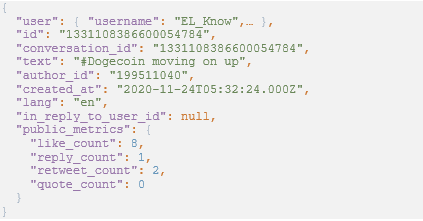 {
  "user": { "username": "EL_Know",… },
  "id": "1331108386600054784",
  "conversation_id": "1331108386600054784",
  "text": "#Dogecoin moving on up",
  "author_id": "199511040",
  "created_at": "2020-11-24T05:32:24.000Z",
  "lang": "en",
  "in_reply_to_user_id": null,
  "public_metrics": {
    "like_count": 8,
    "reply_count": 1,
    "retweet_count": 2,
    "quote_count": 0
  }
}